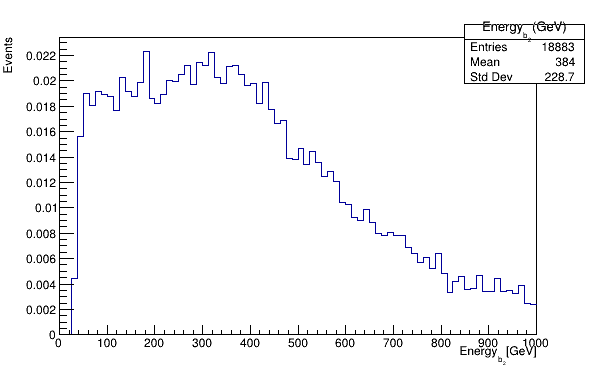 Energy_b_2(GeV)
Entries 18883
Mean 384
Std Dev 228.7
Events
0.022
0.02
0.018
0.016
0.014
0.012
0.01
0.008
0.006
0.004
0.002
0
0 100 200 300 400 500 600 700 800 900 1000
Energy_b_2[GeV]